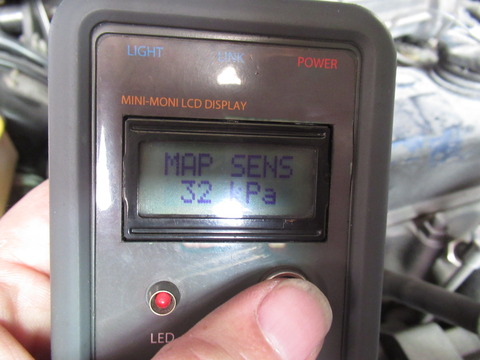 LIGHT LINK POWER
MINI-MONI LCD DISPLAY
MAP SENS
32 kPa
LED